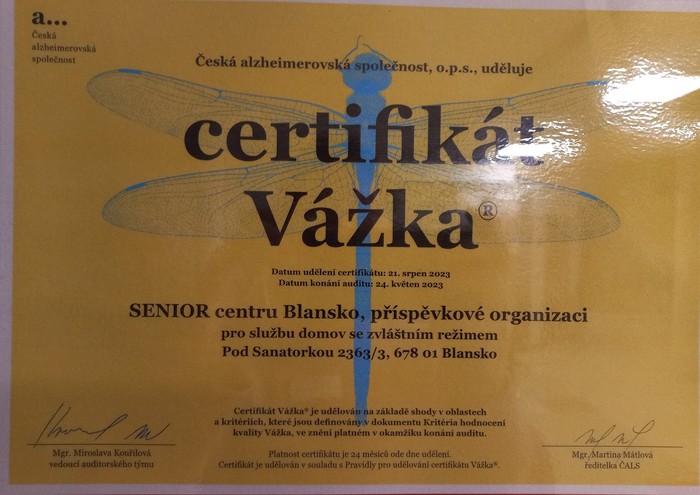 a...
Česká
alzheimerovská
společnost
Česká alzheimerovská společnost, o.p.s., uděluje
certifikát
Vážka®
Datum udělení certifikátu: 21. srpen 2023
Datum konání auditu: 24. květen 2023
SENIOR centru Blansko, příspěvkové organizaci
pro službu domov se zvláštním režimem
Pod Sanatorkou 2363/3, 678 01 Blansko
Certifikát Vážka® je udělován na základě shody v oblastech
a kritériích, které jsou definovány v dokumentu Kritéria hodnocení
kvality Vážka, ve znění platném v okamžiku konání auditu.
Platnost certifikátu je 24 měsíců ode dne udělení.
Certifikát je udělován v souladu s Pravidly pro udělování certifikátu Vážka®.
Mgr. Miroslava Kouřilová
vedoucí auditorského týmu
Mgr. Martina Mátlová
ředitelka ČALS